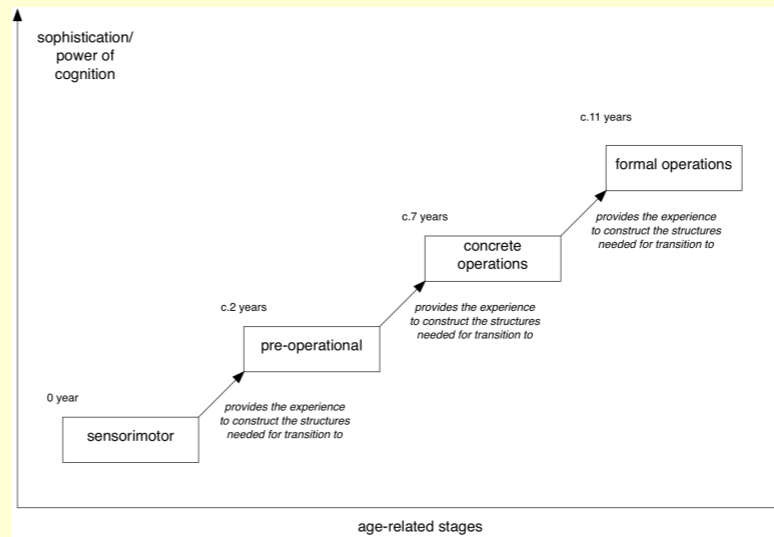 sophistication/
power of
cognition
c.11 years
formal operations
provides the experience
to construct the structures
needed for transition to
c.7 years
concrete
operations
provides the experience
to construct the structures
needed for transition to
c.2 years
pre-operational
provides the experience
to construct the structures
needed for transition to
0 year
sensorimotor
age-related stages